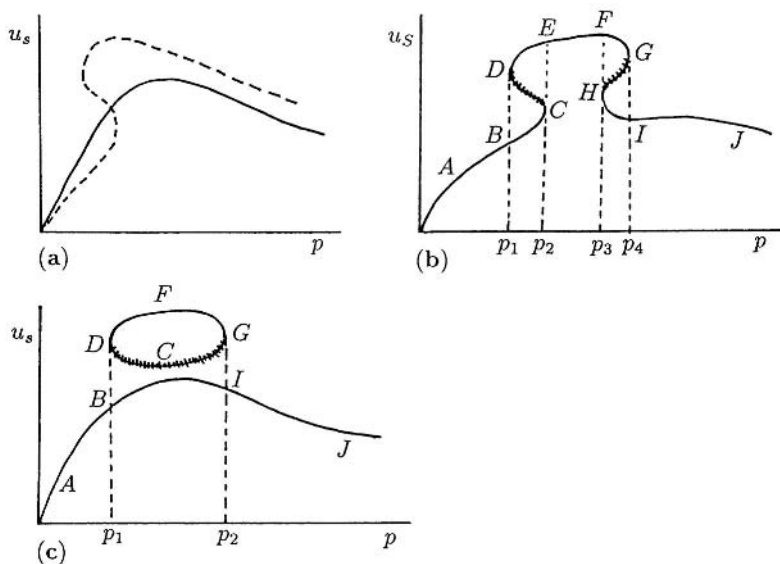 u_s
p
(a)
u_S
E F
D G
H
C
B I
A J
p_1 p_2 p_3 p_4 p
(b)
u_s
F
D C G
B I
A J
p_1 p_2 p
(c)